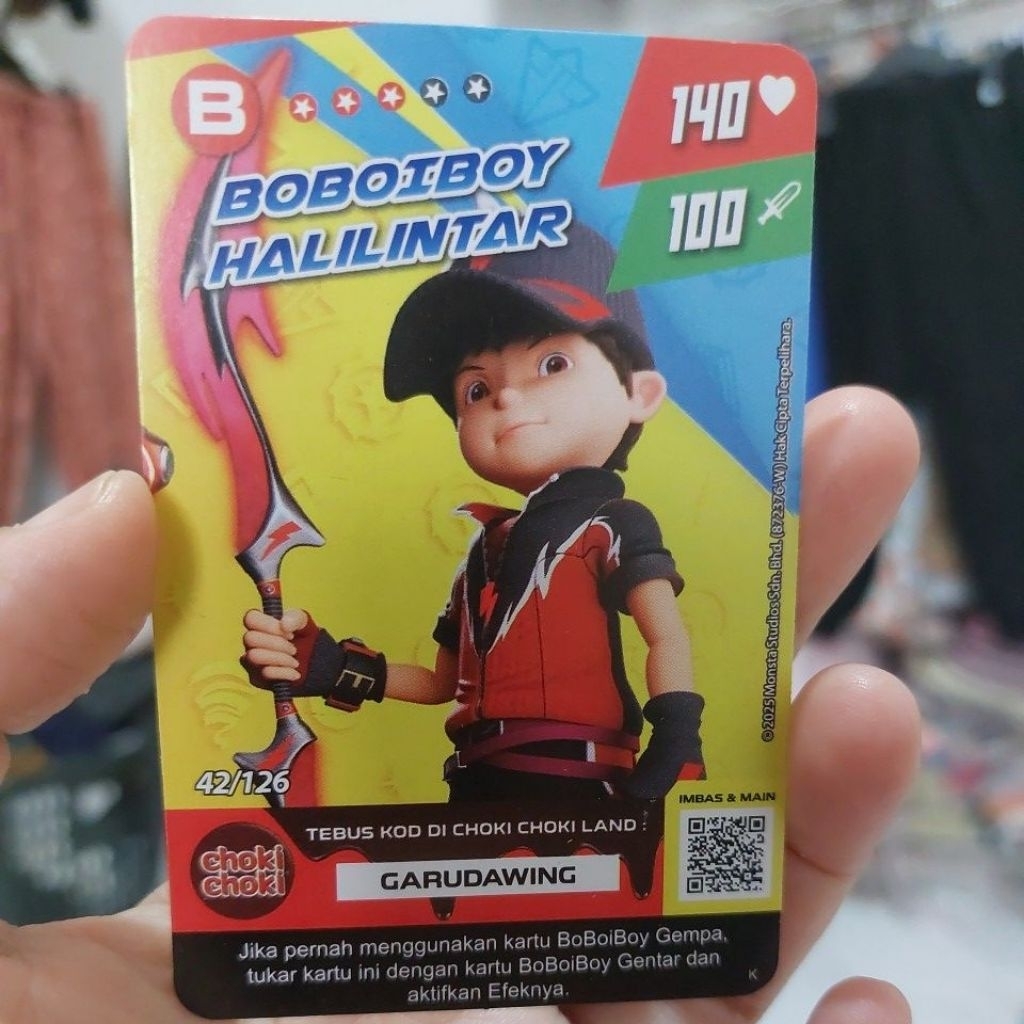 B
140
BOBOIBOY
HALILINTAR
100
©2025 Monsta Studios Sdn. Bhd. (872376-W) Hak Cipta Terpelihara.
42/126
IMBAS & MAIN
TEBUS KOD DI CHOKI CHOKI LAND :
choki
choki
GARUDAWING
Jika pernah menggunakan kartu BoBoiBoy Gempa,
tukar kartu ini dengan kartu BoBoiBoy Gentar dan
aktifkan Efeknya.
K